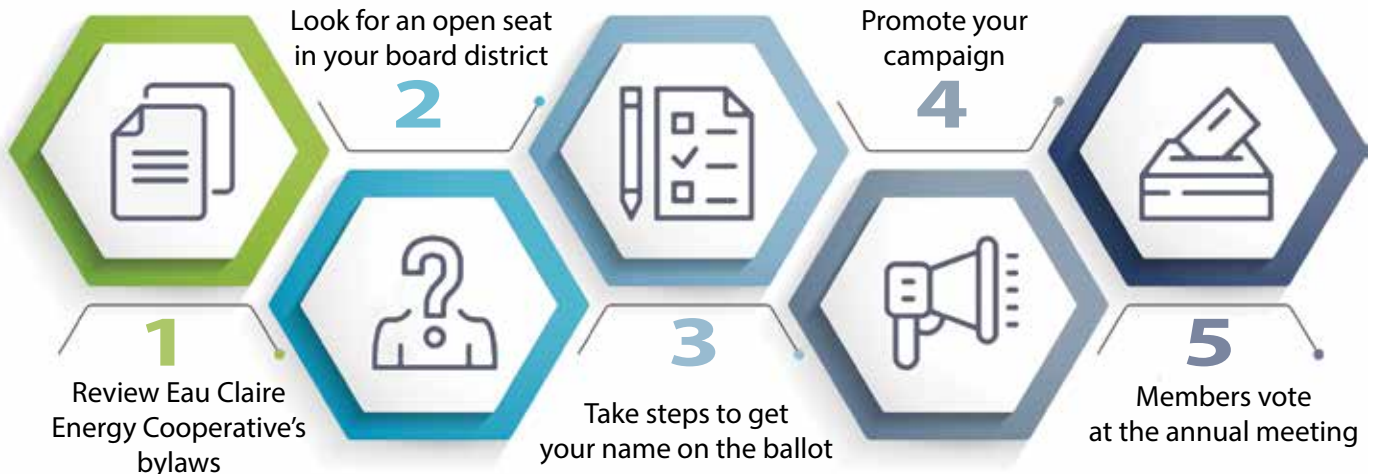 1
Review Eau Claire
Energy Cooperative's
bylaws
Look for an open seat
in your board district
2
3
Take steps to get
your name on the ballot
Promote your
campaign
4
5
Members vote
at the annual meeting